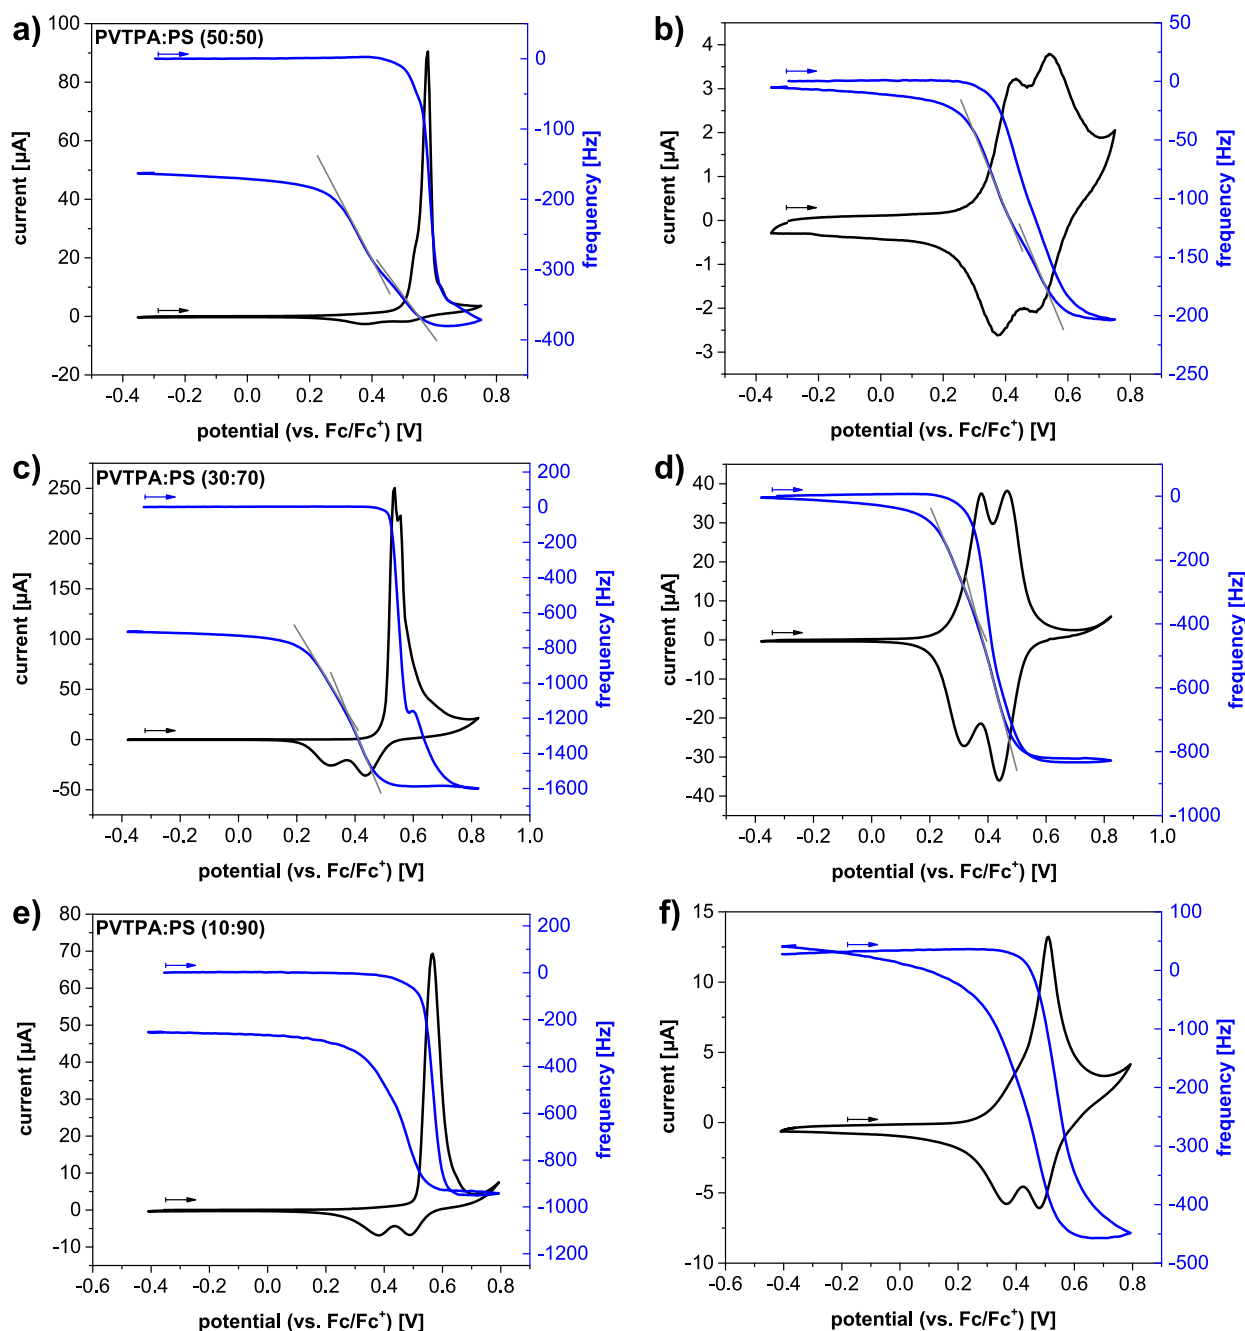 a)
PVTPA:PS (50:50)
100
80
60
40
20
0
-20
current [µA]
0
-100
-200
-300
-400
frequency [Hz]
-0.4 -0.2 0.0 0.2 0.4 0.6 0.8
potential (vs. Fc/Fc⁺) [V]
b)
4
3
2
1
0
-1
-2
-3
current [µA]
50
0
-50
-100
-150
-200
-250
frequency [Hz]
-0.4 -0.2 0.0 0.2 0.4 0.6 0.8
potential (vs. Fc/Fc⁺) [V]
c)
PVTPA:PS (30:70)
250
200
150
100
50
0
-50
current [µA]
200
0
-200
-400
-600
-800
-1000
-1200
-1400
-1600
frequency [Hz]
-0.4 -0.2 0.0 0.2 0.4 0.6 0.8 1.0
potential (vs. Fc/Fc⁺) [V]
d)
40
30
20
10
0
-10
-20
-30
-40
current [µA]
0
-200
-400
-600
-800
-1000
frequency [Hz]
-0.4 -0.2 0.0 0.2 0.4 0.6 0.8 1.0
potential (vs. Fc/Fc⁺) [V]
e)
PVTPA:PS (10:90)
80
70
60
50
40
30
20
10
0
-10
current [µA]
200
0
-200
-400
-600
-800
-1000
-1200
frequency [Hz]
-0.6 -0.4 -0.2 0.0 0.2 0.4 0.6 0.8
potential (vs. Fc/Fc⁺) [V]
f)
15
10
5
0
-5
-10
current [µA]
100
0
-100
-200
-300
-400
-500
frequency [Hz]
-0.4 -0.2 0.0 0.2 0.4 0.6 0.8
potential (vs. Fc/Fc⁺) [V]